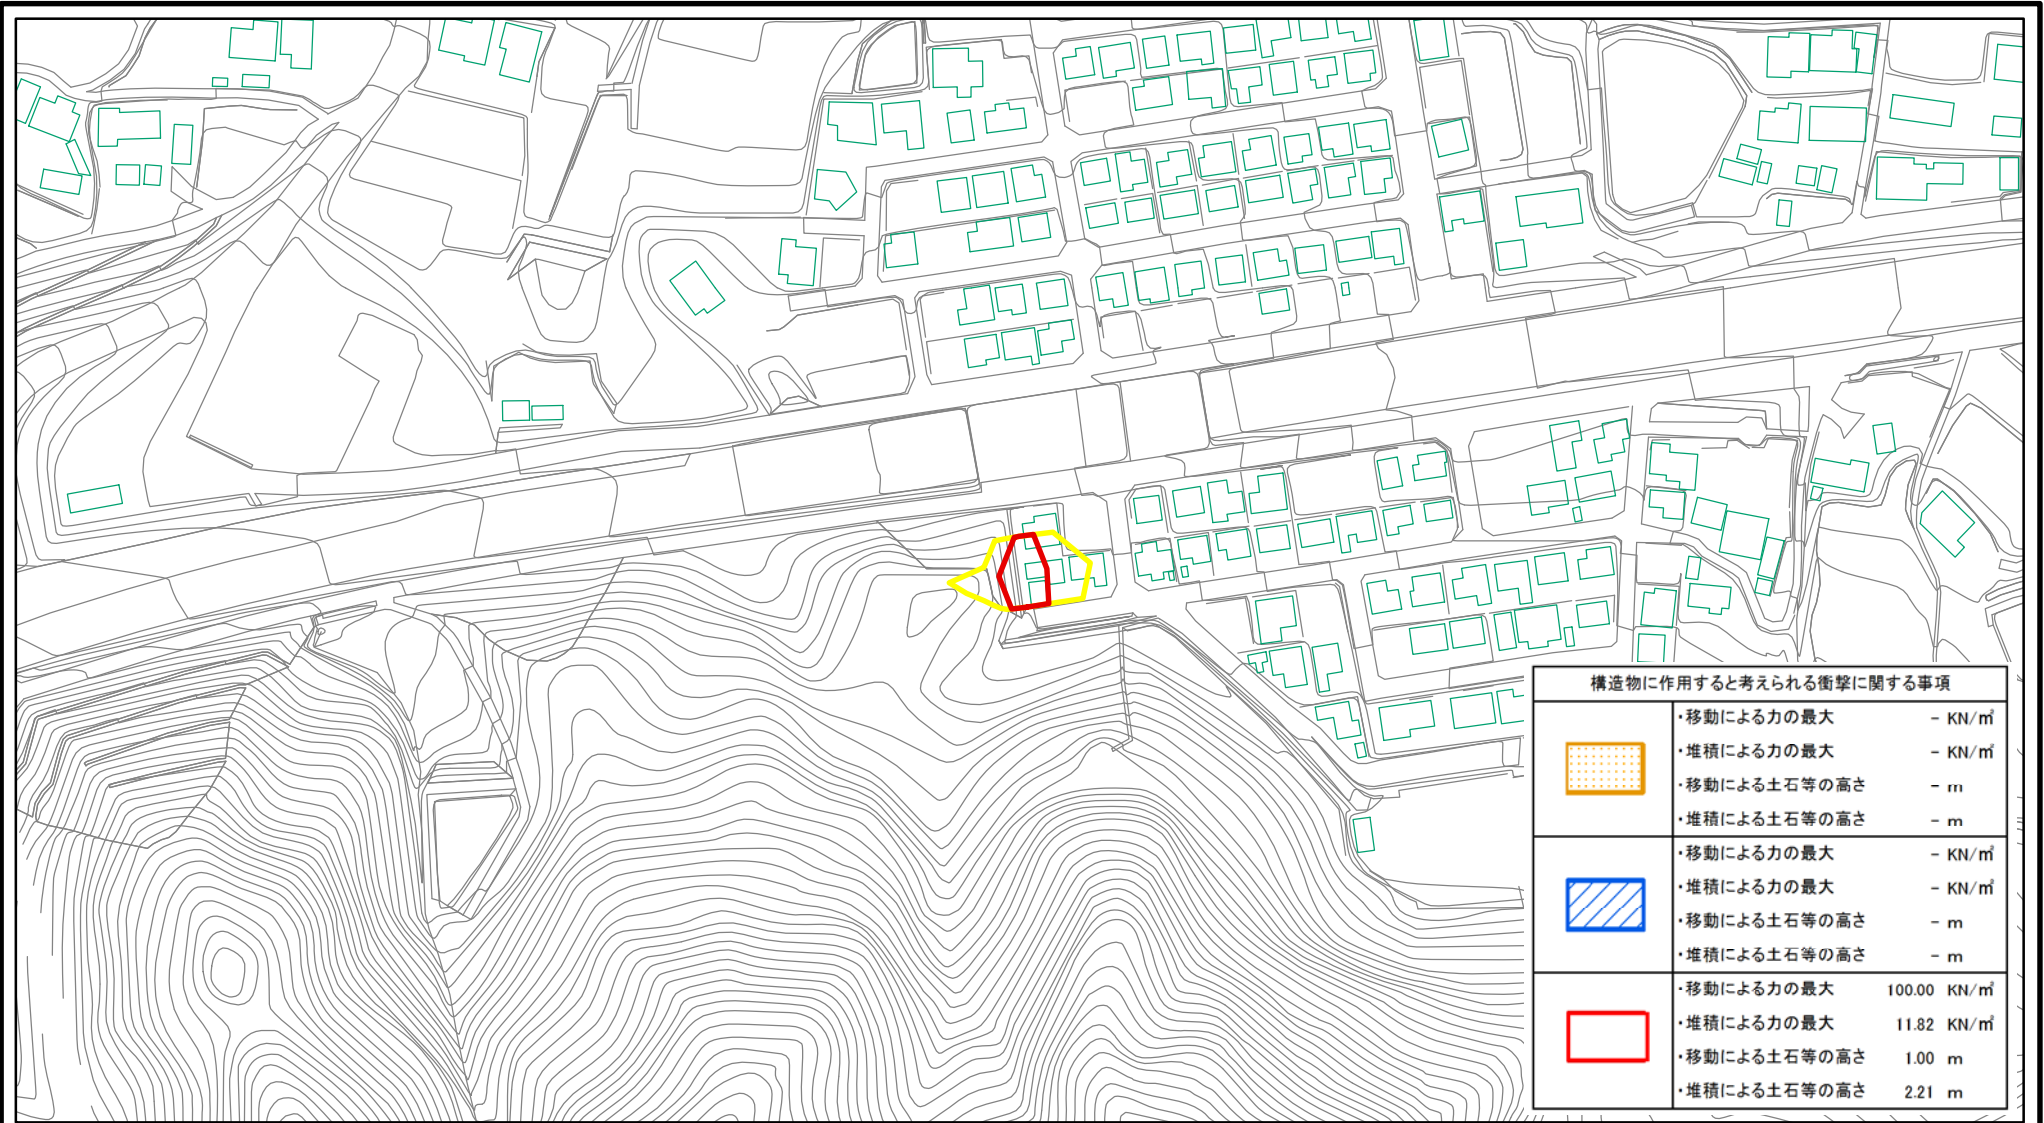 構造物に作用すると考えられる衝撃に関する事項
・移動による力の最大 - KN/㎡
・堆積による力の最大 - KN/㎡
・移動による土石等の高さ - m
・堆積による土石等の高さ - m
・移動による力の最大 - KN/㎡
・堆積による力の最大 - KN/㎡
・移動による土石等の高さ - m
・堆積による土石等の高さ - m
・移動による力の最大 100.00 KN/㎡
・堆積による力の最大 11.82 KN/㎡
・移動による土石等の高さ 1.00 m
・堆積による土石等の高さ 2.21 m